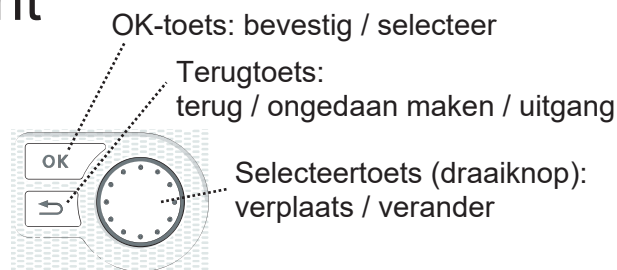 OK-toets: bevestig / selecteer
Terugtoets:
terug / ongedaan maken / uitgang
OK
Selecteertoets (draaiknop):
verplaats / verander